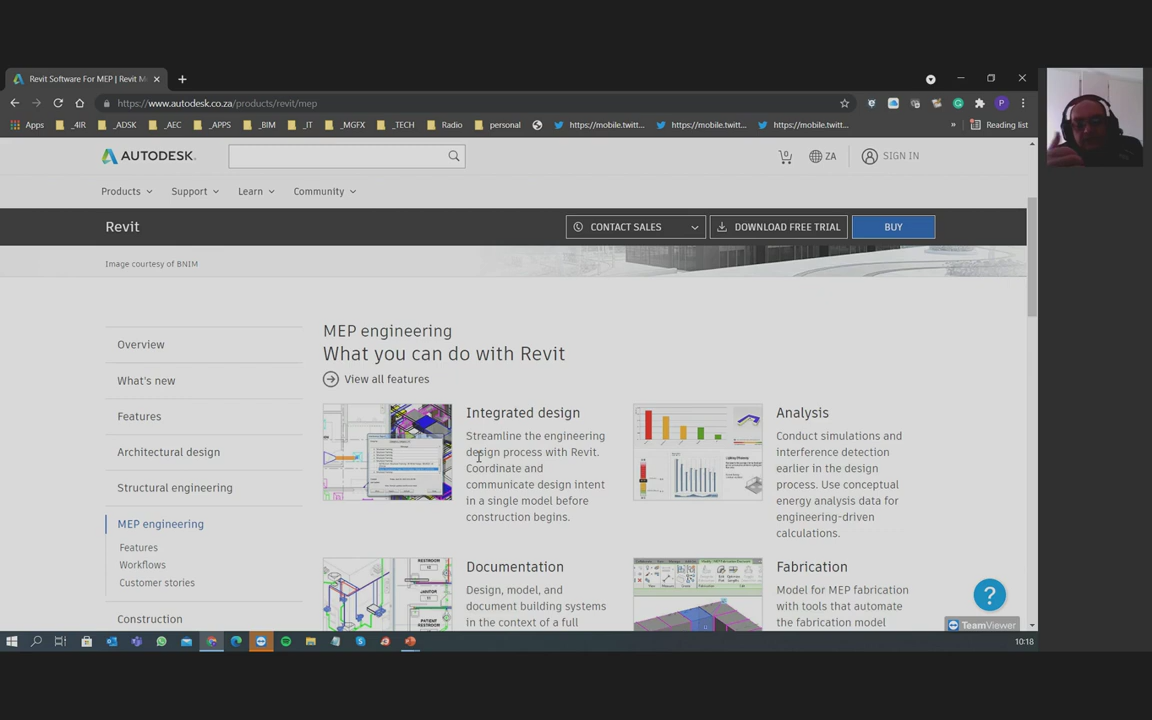 Revit Software For MEP | Revit M
https://www.autodesk.co.za/products/revit/mep
Apps _4IR _ADSK _AEC _APPS _BIM _IT _MGFX _TECH Radio personal https://mobile.twitt... https://mobile.twitt... https://mobile.twitt... » Reading list
AUTODESK. 0 ZA SIGN IN
Products Support Learn Community
Revit CONTACT SALES DOWNLOAD FREE TRIAL BUY
Image courtesy of BNIM
Overview
What's new
Features
Architectural design
Structural engineering
MEP engineering
Features
Workflows
Customer stories
Construction
MEP engineering
What you can do with Revit
View all features
Integrated design
Streamline the engineering
design process with Revit.
Coordinate and
communicate design intent
in a single model before
construction begins.
Analysis
Conduct simulations and
interference detection
earlier in the design
process. Use conceptual
energy analysis data for
engineering-driven
calculations.
RESTROOM
JANITOR
PATIENT
RESTROOM
Documentation
Design, model, and
document building systems
in the context of a full
Fabrication
Model for MEP fabrication
with tools that automate
the fabrication model
?
TeamViewer
10:18